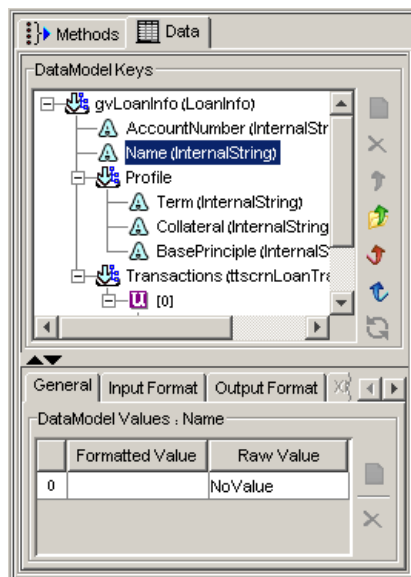 Methods Data
DataModel Keys
gvLoanInfo (LoanInfo)
AccountNumber (InternalStr
Name (InternalString)
Profile
Term (InternalString)
Collateral (InternalString
BasePrinciple (InternalS
Transactions (ttscrnLoanTra
[0]
General Input Format Output Format
DataModel Values : Name
Formatted Value Raw Value
0 NoValue